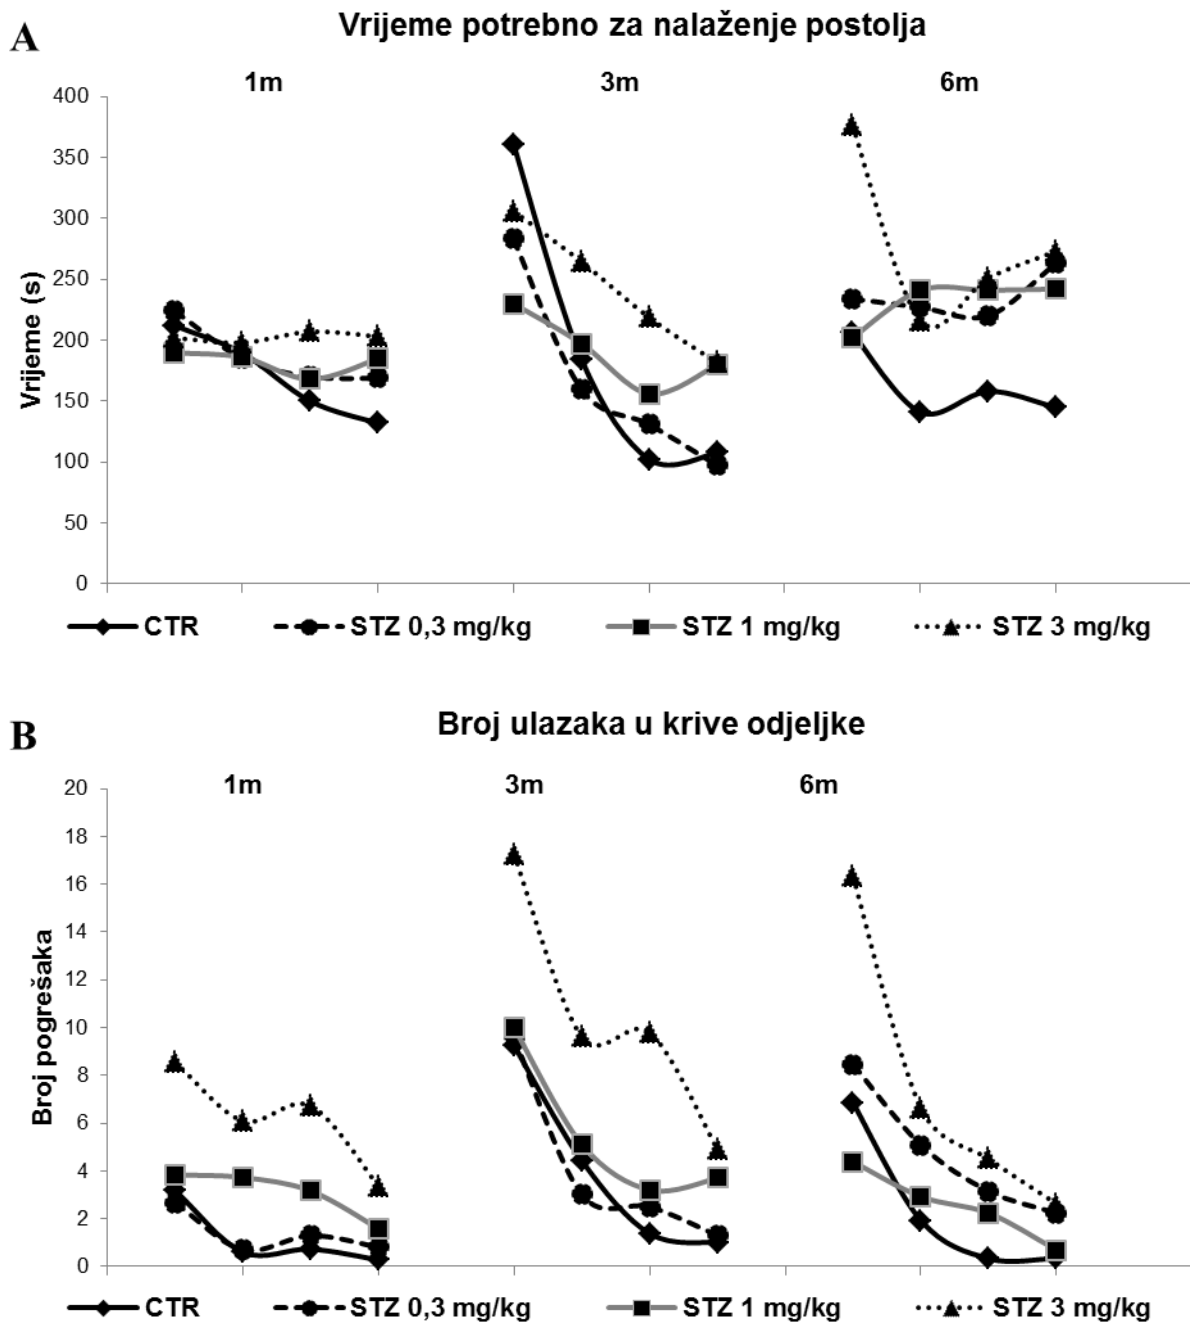 A
Vrijeme potrebno za nalaženje postolja
1m 3m 6m
400
350
300
250
200
150
100
50
0
Vrijeme (s)
CTR STZ 0,3 mg/kg STZ 1 mg/kg STZ 3 mg/kg
B
Broj ulazaka u krive odjeljke
1m 3m 6m
20
18
16
14
12
10
8
6
4
2
0
Broj pogrešaka
CTR STZ 0,3 mg/kg STZ 1 mg/kg STZ 3 mg/kg